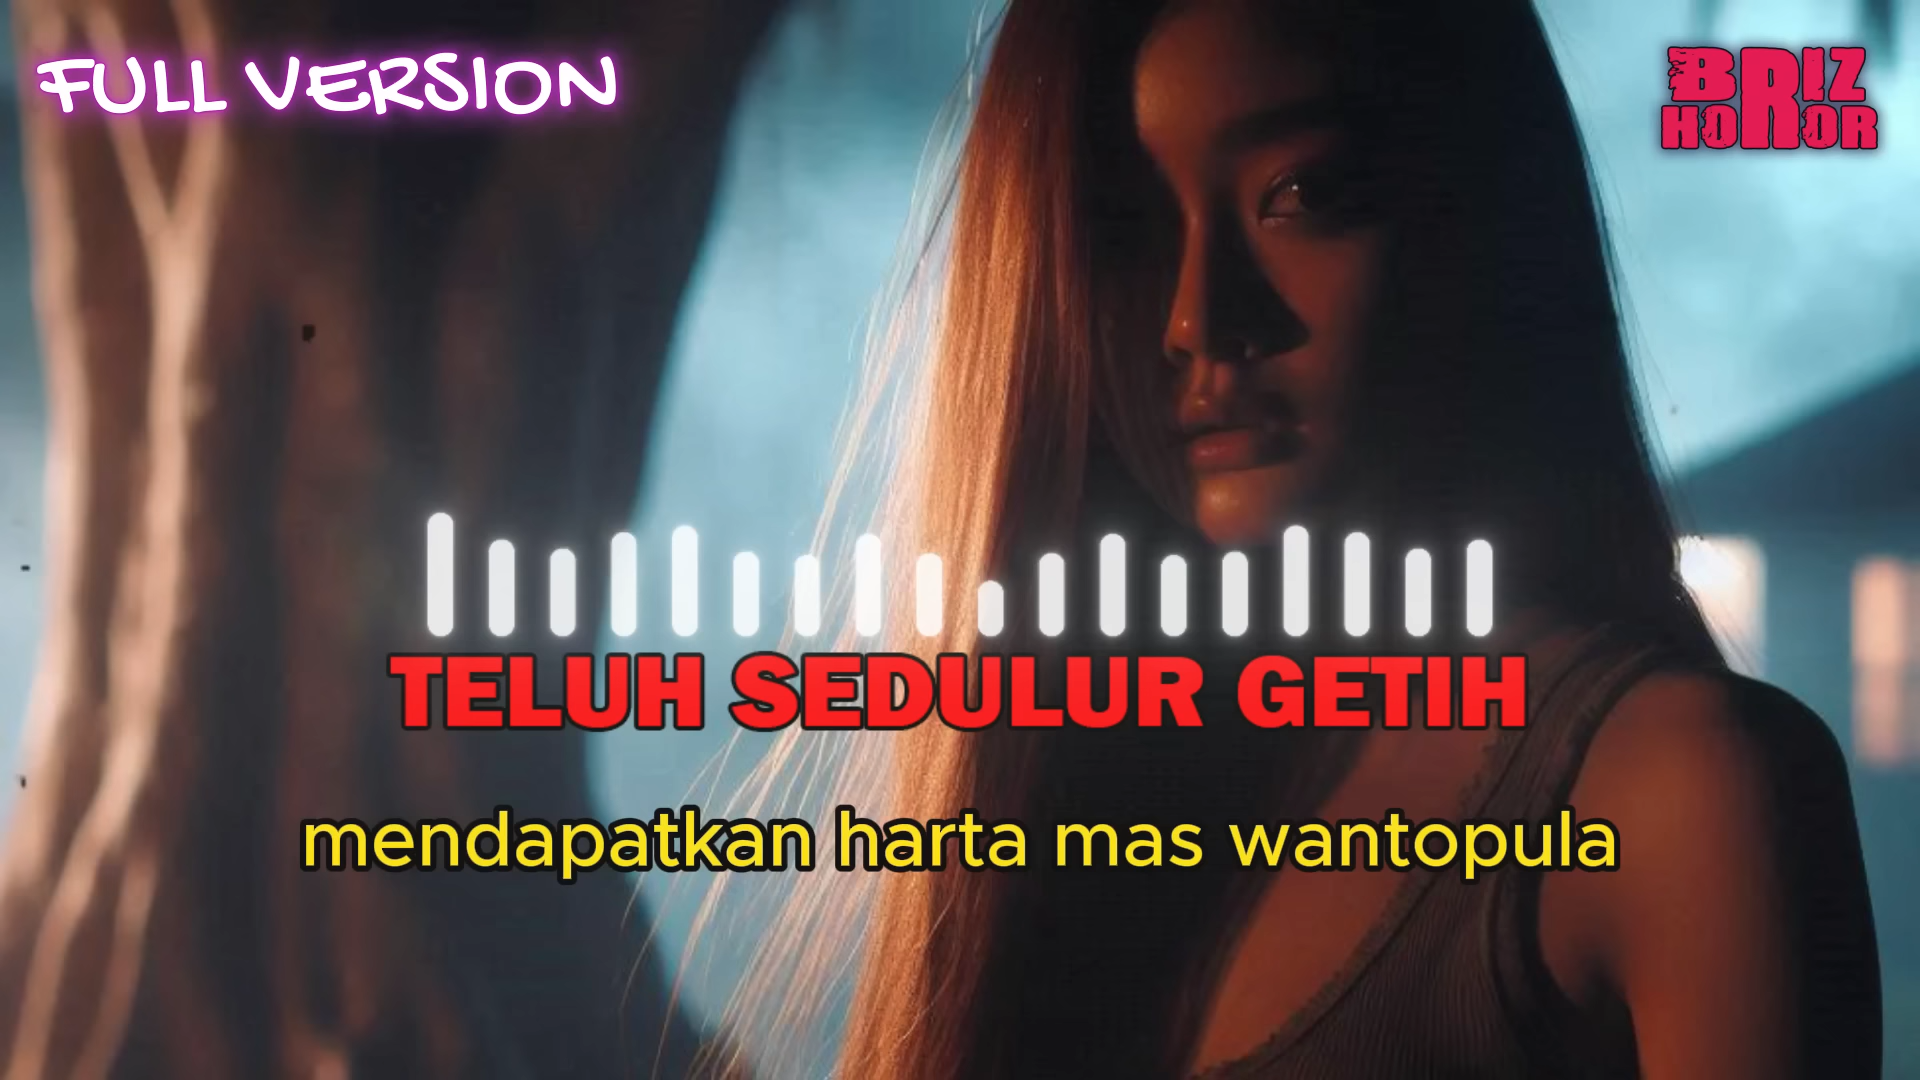 FULL VERSION
BRIZ
HORROR
TELUH SEDULUR GETIH
mendapatkan harta mas wantopula